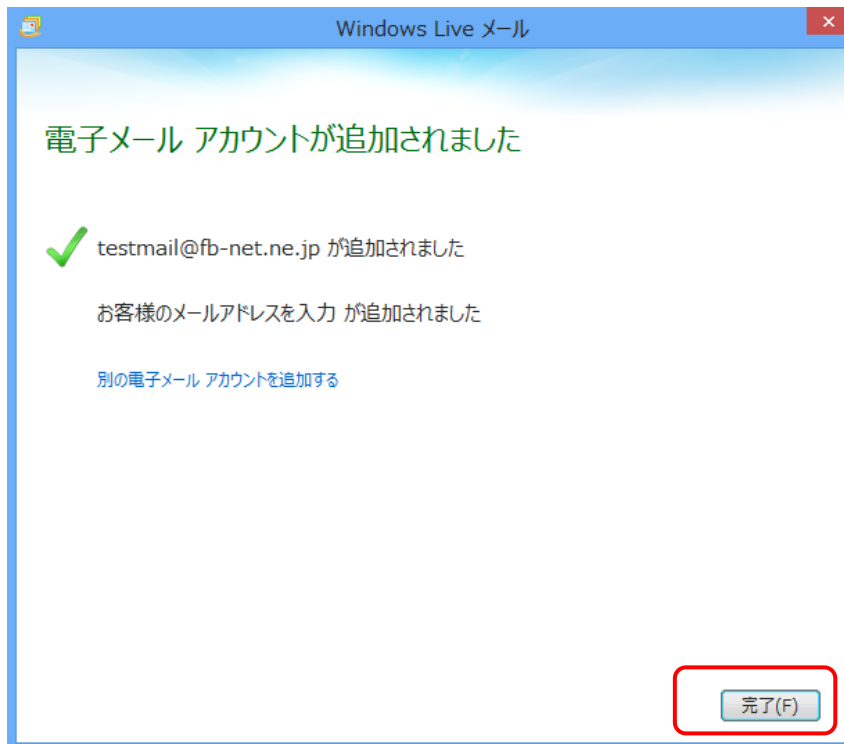 Windows Live メール
電子メール アカウントが追加されました
testmail@fb-net.ne.jp が追加されました
お客様のメールアドレスを入力 が追加されました
別の電子メール アカウントを追加する
完了(F)